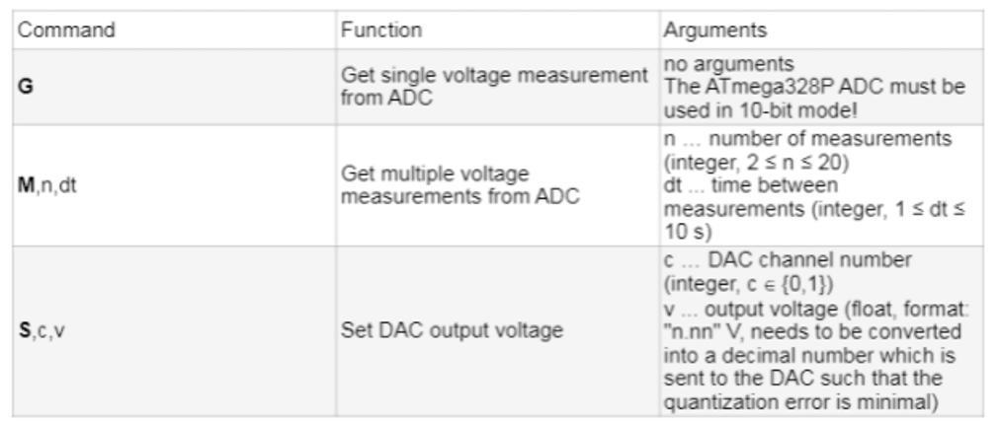 Command
Function
Arguments
G
Get single voltage measurement
from ADC
no arguments
The ATmega328P ADC must be
used in 10-bit mode!
M,n,dt
Get multiple voltage
measurements from ADC
n ... number of measurements
(integer, 2 ≤ n ≤ 20)
dt ... time between
measurements (integer, 1 ≤ dt ≤
10 s)
S,c,v
Set DAC output voltage
c ... DAC channel number
(integer, c ∈ {0,1})
v ... output voltage (float, format:
"n.nn" V, needs to be converted
into a decimal number which is
sent to the DAC such that the
quantization error is minimal)